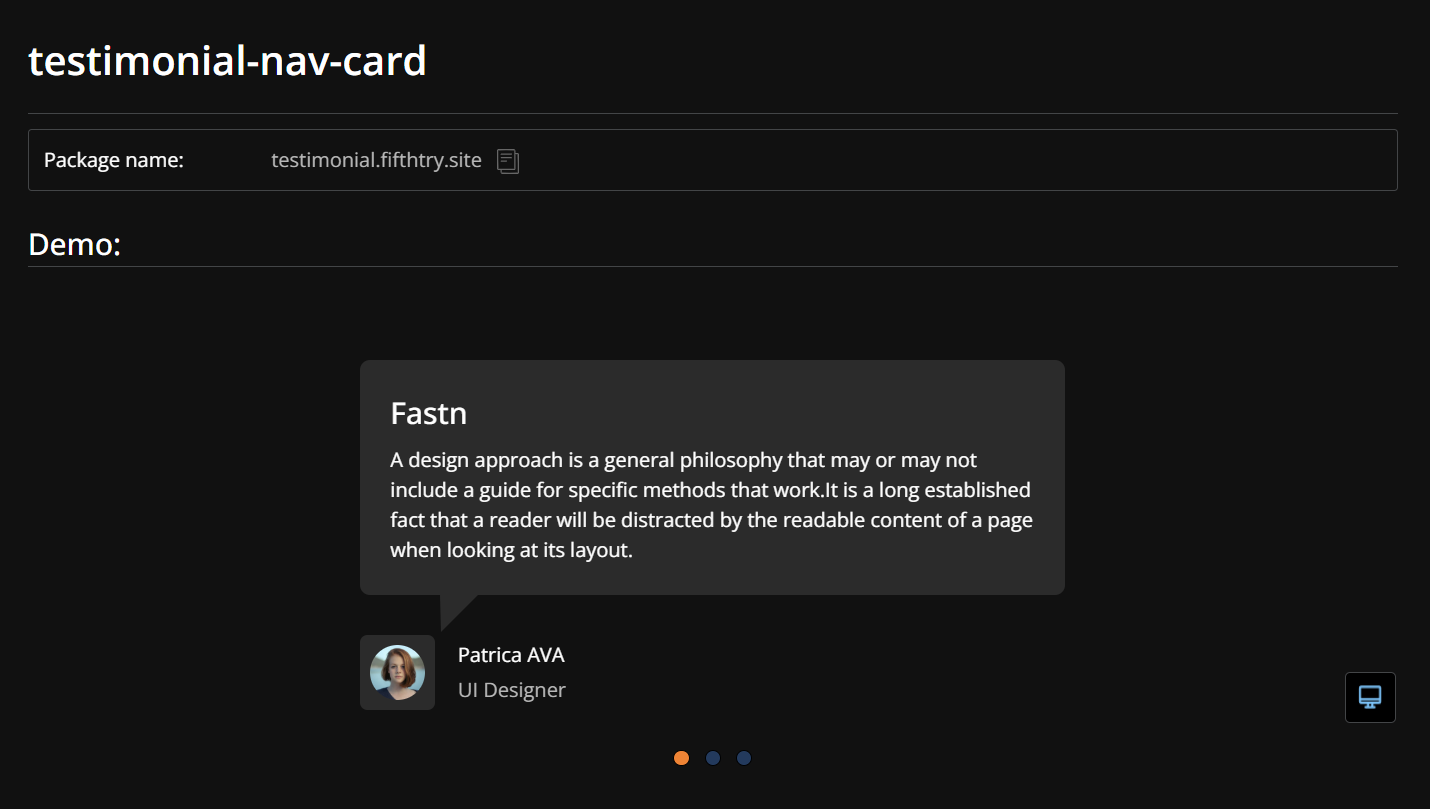 testimonial-nav-card
Package name: testimonial.fifthtry.site
Demo:
Fastn
A design approach is a general philosophy that may or may not
include a guide for specific methods that work.It is a long established
fact that a reader will be distracted by the readable content of a page
when looking at its layout.
Patrica AVA
UI Designer